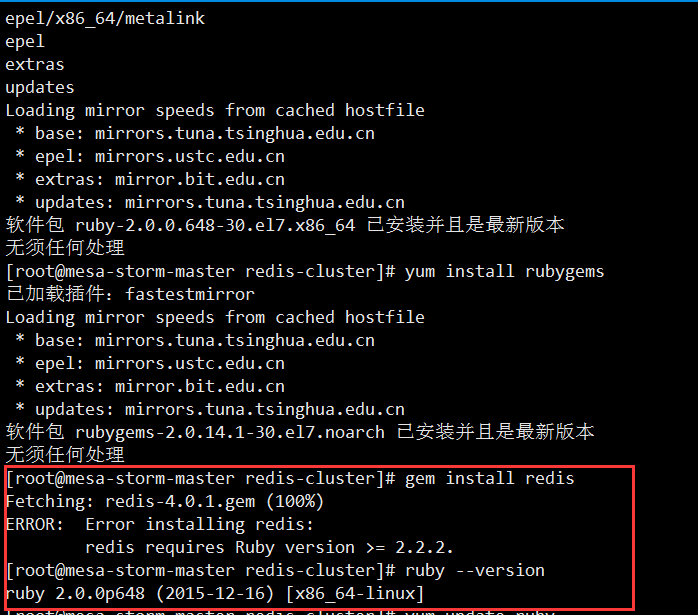 epel/x86_64/metalink
epel
extras
updates
Loading mirror speeds from cached hostfile
* base: mirrors.tuna.tsinghua.edu.cn
* epel: mirrors.ustc.edu.cn
* extras: mirror.bit.edu.cn
* updates: mirrors.tuna.tsinghua.edu.cn
软件包 ruby-2.0.0.648-30.el7.x86_64 已安装并且是最新版本
无须任何处理
[root@mesa-storm-master redis-cluster]# yum install rubygems
已加载插件：fastestmirror
Loading mirror speeds from cached hostfile
* base: mirrors.tuna.tsinghua.edu.cn
* epel: mirrors.ustc.edu.cn
* extras: mirror.bit.edu.cn
* updates: mirrors.tuna.tsinghua.edu.cn
软件包 rubygems-2.0.14.1-30.el7.noarch 已安装并且是最新版本
无须任何处理
[root@mesa-storm-master redis-cluster]# gem install redis
Fetching: redis-4.0.1.gem (100%)
ERROR:  Error installing redis:
redis requires Ruby version >= 2.2.2.
[root@mesa-storm-master redis-cluster]# ruby --version
ruby 2.0.0p648 (2015-12-16) [x86_64-linux]
[root@mesa-storm-master redis-cluster]# yum update ruby